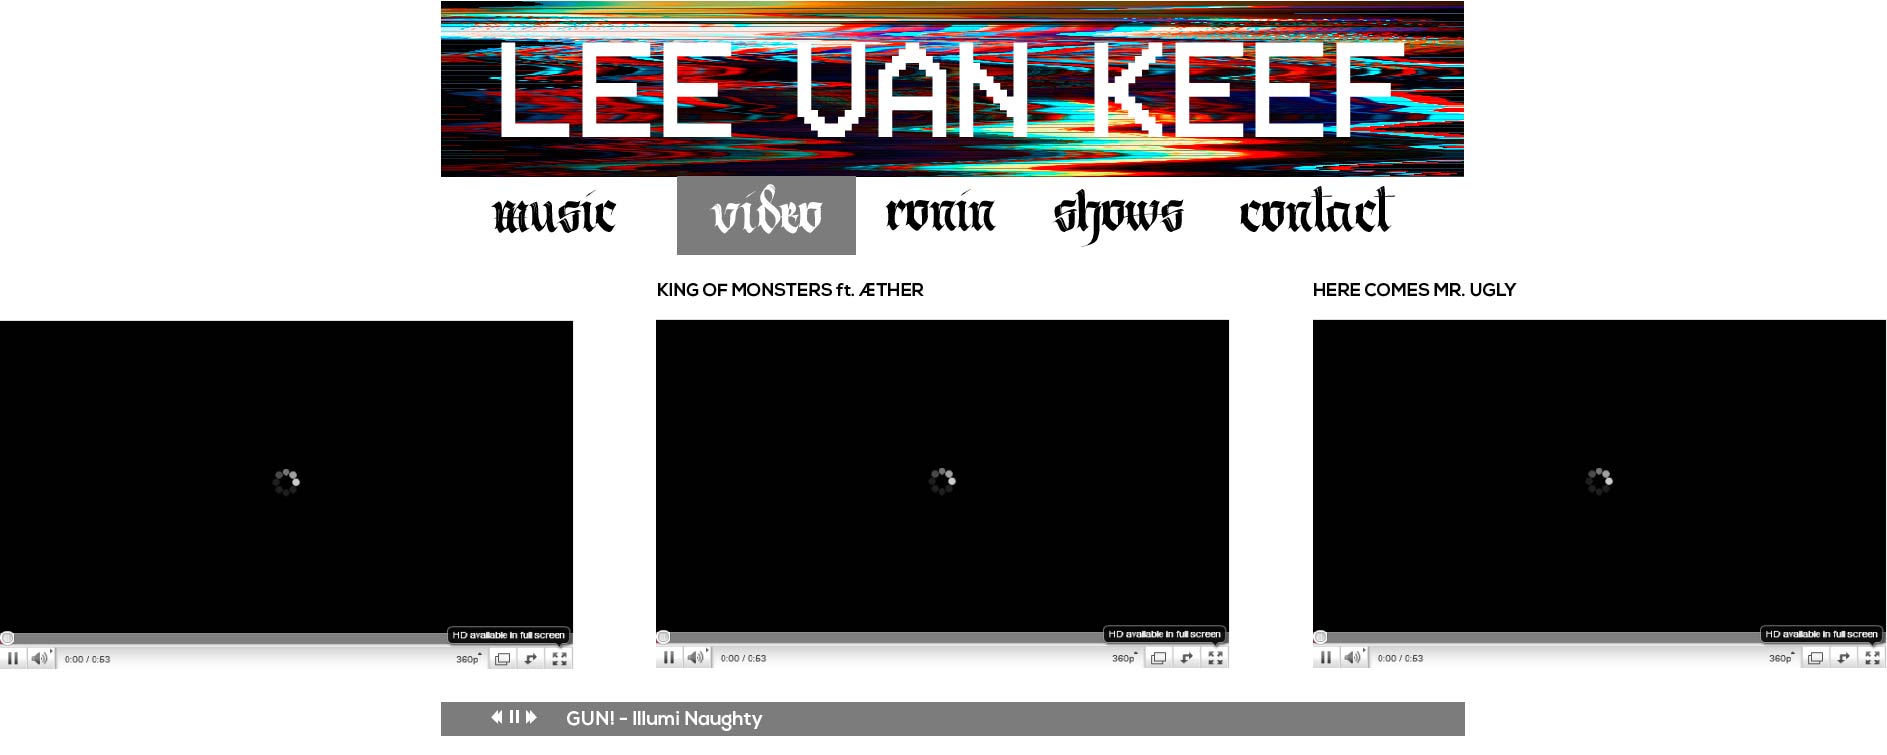 LEE VAN KEEF
music video ronin shows contact
KING OF MONSTERS ft. ÆTHER
HERE COMES MR. UGLY
HD available in full screen
0:00 / 0:53
360p
HD available in full screen
0:00 / 0:53
360p
HD available in full screen
0:00 / 0:53
360p
GUN! - Illumi Naughty